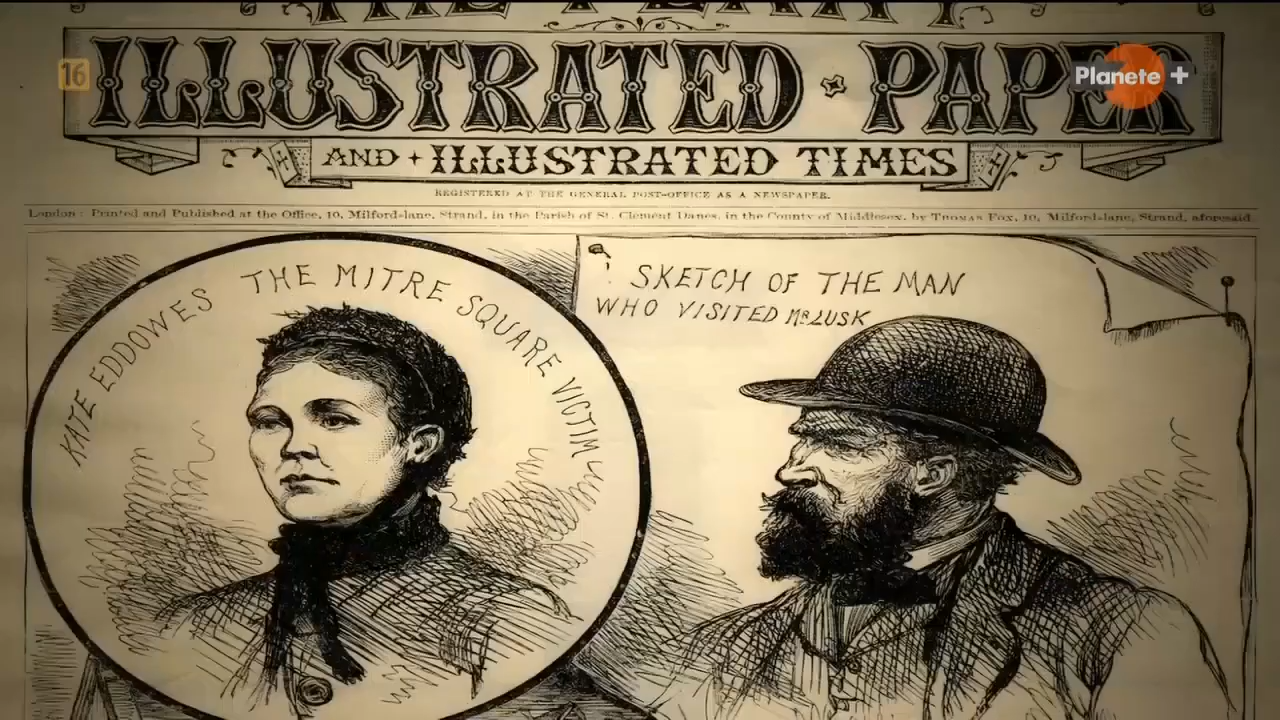 THE PENNY
ILLUSTRATED PAPER
16
Planete +
AND + ILLUSTRATED TIMES
REGISTERED AT THE GENERAL POST-OFFICE AS A NEWSPAPER.
London: Printed and Published at the Office, 10, Milford-lane, Strand, in the Parish of St. Clement Danes, in the County of Middlesex, by THOMAS FOX, 10, Milford-lane, Strand, aforesaid.
KATE EDDOWES THE MITRE SQUARE VICTIM
SKETCH OF THE MAN
WHO VISITED MR LUSK